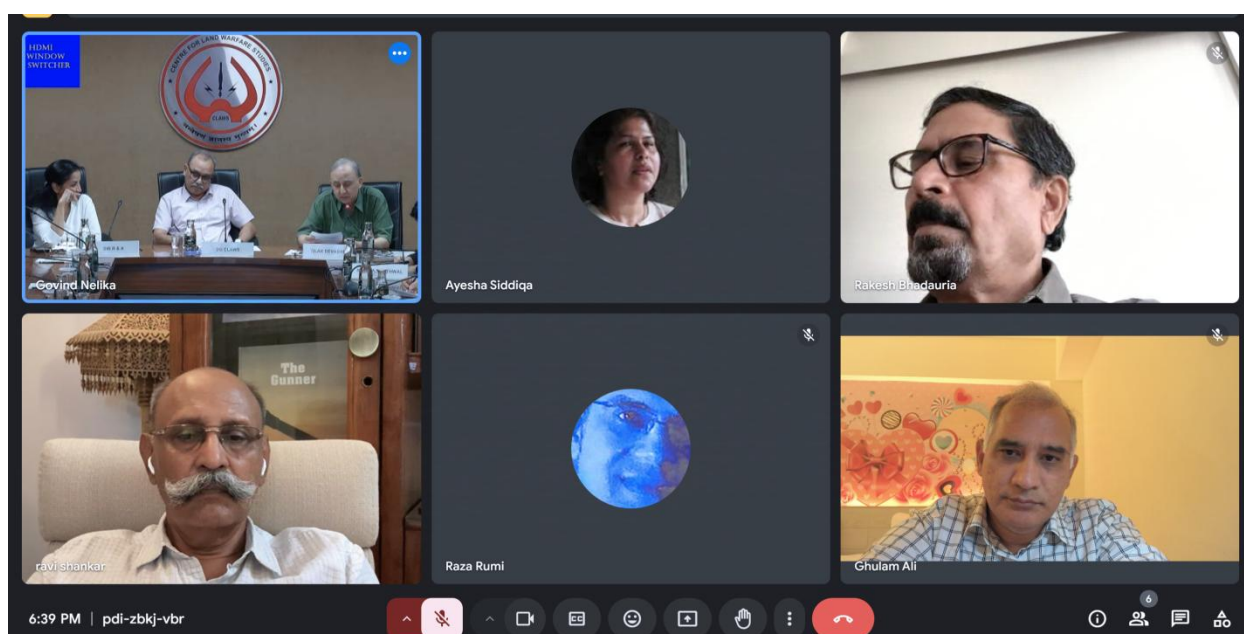 HDMI
WINDOW
SWITCHER
CENTRE FOR LAND WARFARE STUDIES
CLAWS
Govind Nelika
Ayesha Siddiqa
Rakesh Bhadauria
The
Gunner
ravi shankar
Raza Rumi
Ghulam Ali
6:39 PM | pdi-zbkj-vbr
CC
6